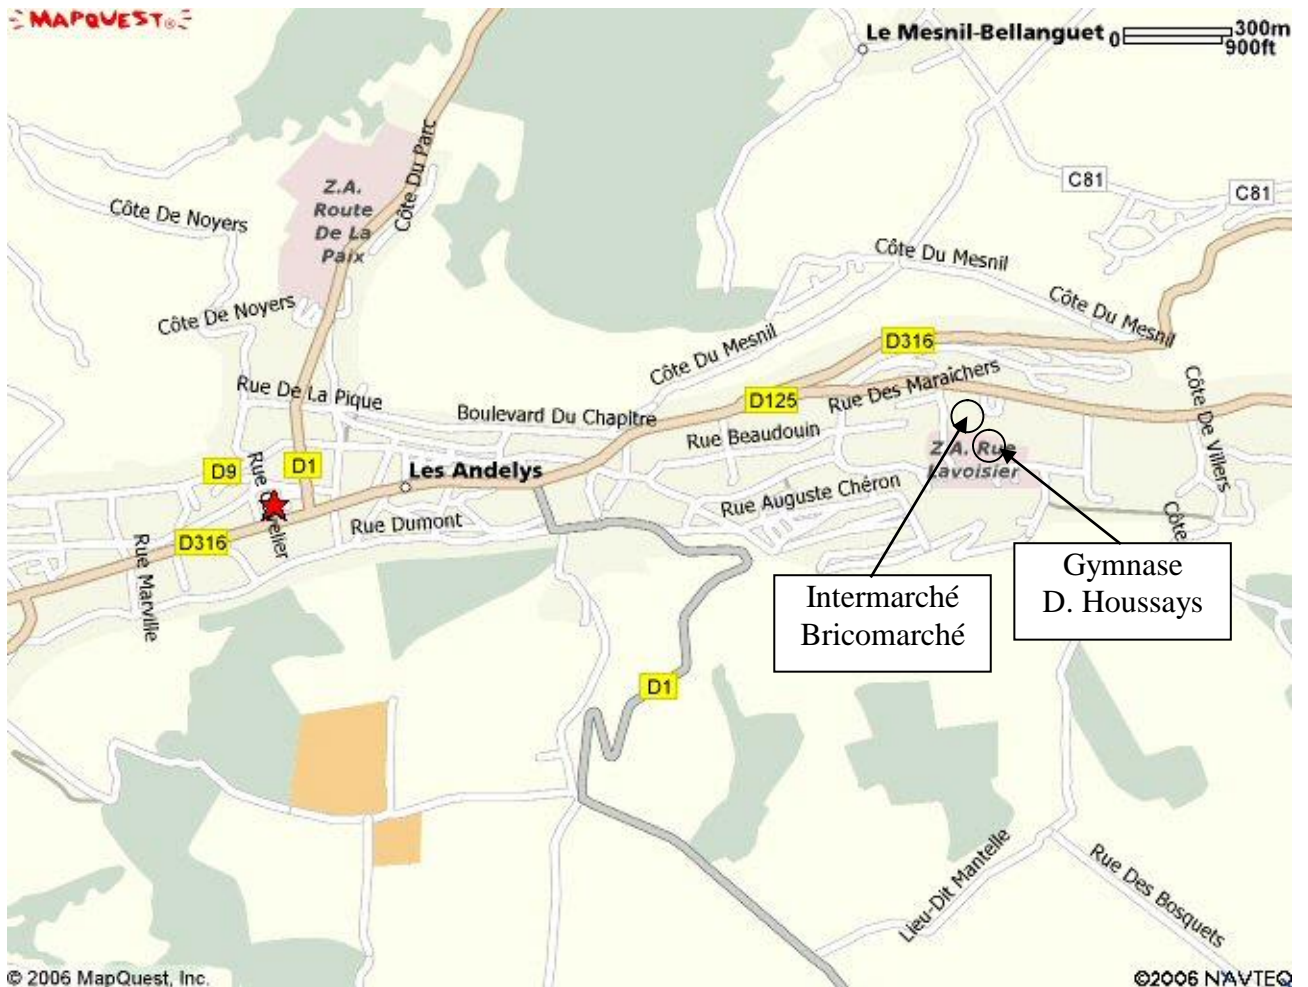 MAPQUEST®
Le Mesnil-Bellanguet
0
300m
900ft
Côte Du Parc
Z.A.
Route
De La
Paix
C81
C81
Côte De Noyers
Côte Du Mesnil
Côte De Noyers
Côte Du Mesnil
D316
Côte Du Mesnil
Rue De La Pique
Boulevard Du Chapître
D125
Rue Des Maraîchers
Côte De Villers
Rue Beaudouin
Z.A. Rue
Lavoisier
D9
D1
Les Andelys
Rue Auguste Chéron
Rue Dumont
D316
Rue Marville
Côte
Intermarché
Bricomarché
Gymnase
D. Houssays
D1
Lieu-Dit Mantelle
Rue Des Bosquets
© 2006 MapQuest, Inc.
©2006 NAVTEQ